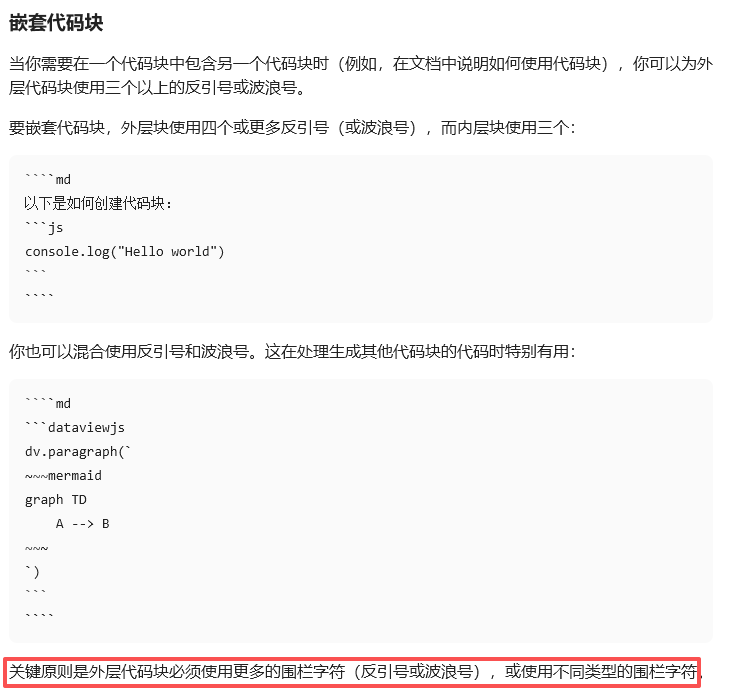 嵌套代码块
当你需要在一个代码块中包含另一个代码块时（例如，在文档中说明如何使用代码块），你可以为外
层代码块使用三个以上的反引号或波浪号。
要嵌套代码块，外层块使用四个或更多反引号（或波浪号），而内层块使用三个：
````md
以下是如何创建代码块：
```js
console.log("Hello world")
```
````
你也可以混合使用反引号和波浪号。这在处理生成其他代码块的代码时特别有用：
````md
```dataviewjs
dv.paragraph(`
~~~mermaid
graph TD
    A --> B
~~~
`)
```
````
关键原则是外层代码块必须使用更多的围栏字符（反引号或波浪号），或使用不同类型的围栏字符。